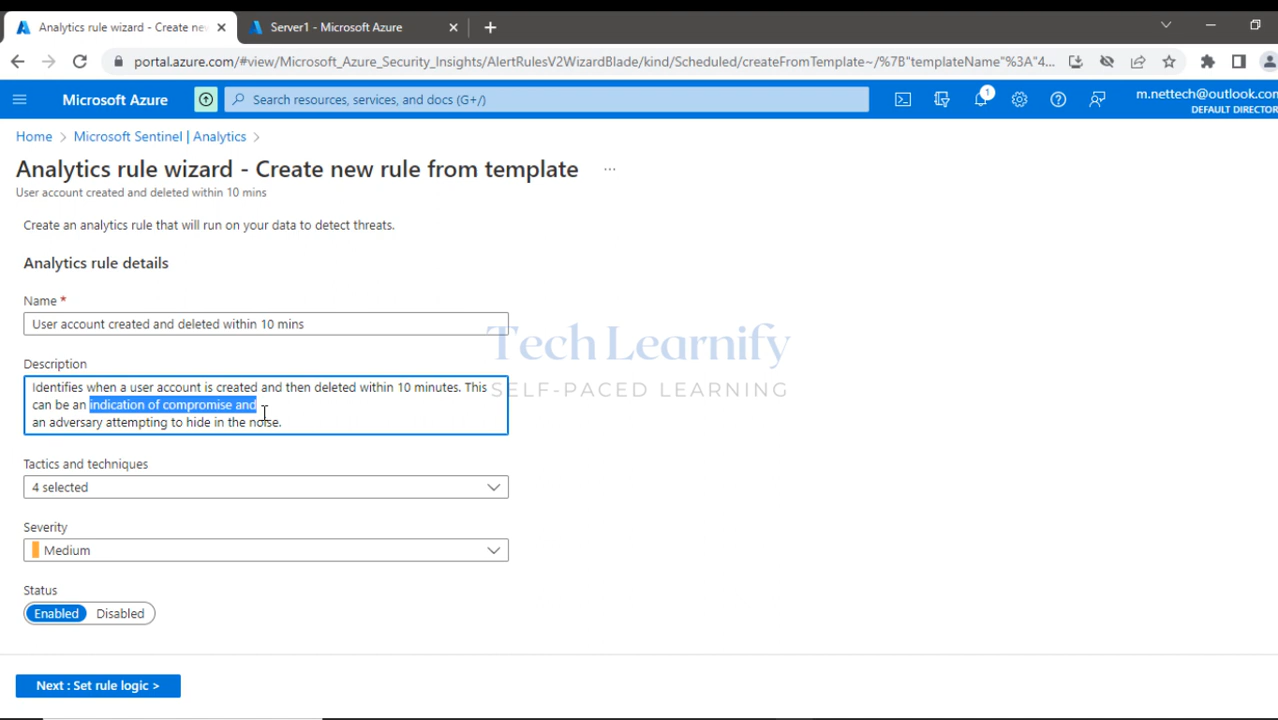 Analytics rule wizard - Create new
Server1 - Microsoft Azure
portal.azure.com/#view/Microsoft_Azure_Security_Insights/AlertRulesV2WizardBlade/kind/Scheduled/createFromTemplate~/%7B"templateName"%3A"4...
Microsoft Azure
Search resources, services, and docs (G+/)
1
m.nettech@outlook.com
DEFAULT DIRECTOR
Home > Microsoft Sentinel | Analytics >
Analytics rule wizard - Create new rule from template ...
User account created and deleted within 10 mins
Create an analytics rule that will run on your data to detect threats.
Analytics rule details
Name *
User account created and deleted within 10 mins
Description
Identifies when a user account is created and then deleted within 10 minutes. This
can be an indication of compromise and
an adversary attempting to hide in the noise.
Tech Learnify
SELF-PACED LEARNING
Tactics and techniques
4 selected
Severity
Medium
Status
Enabled Disabled
Next : Set rule logic >